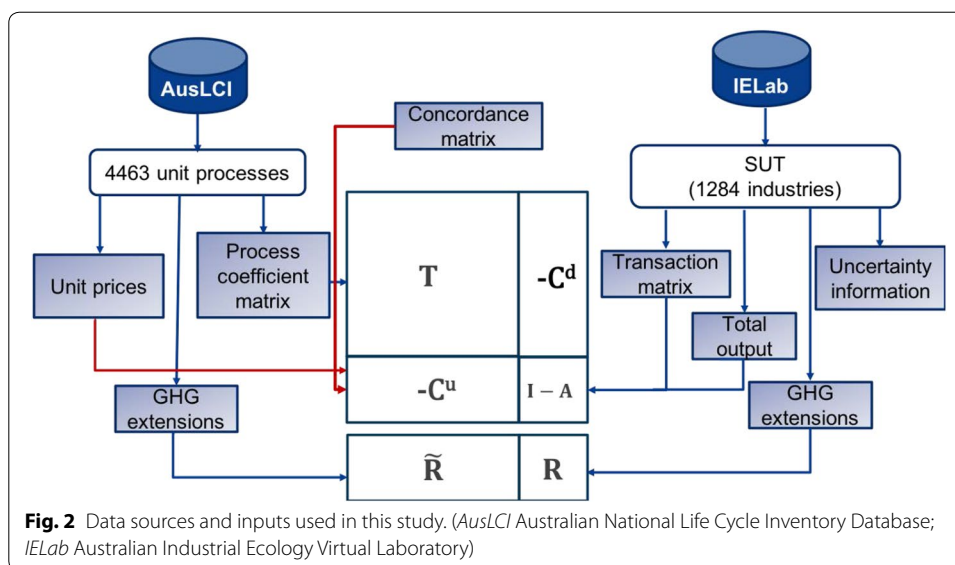 AusLCI
IELab
Concordance
matrix
4463 unit processes
SUT
(1284 industries)
Unit prices
Process
coefficient
matrix
T
-Cᵈ
Transaction
matrix
Uncertainty
information
Total
output
GHG
extensions
-Cᵘ
I – A
GHG
extensions
R̃
R
Fig. 2 Data sources and inputs used in this study. (AusLCI Australian National Life Cycle Inventory Database;
IELab Australian Industrial Ecology Virtual Laboratory)